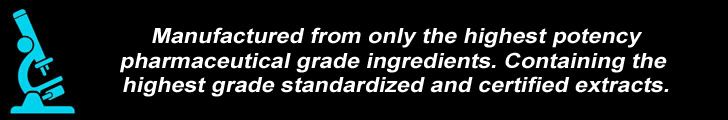 Manufactured from only the highest potency
pharmaceutical grade ingredients. Containing the
highest grade standardized and certified extracts.